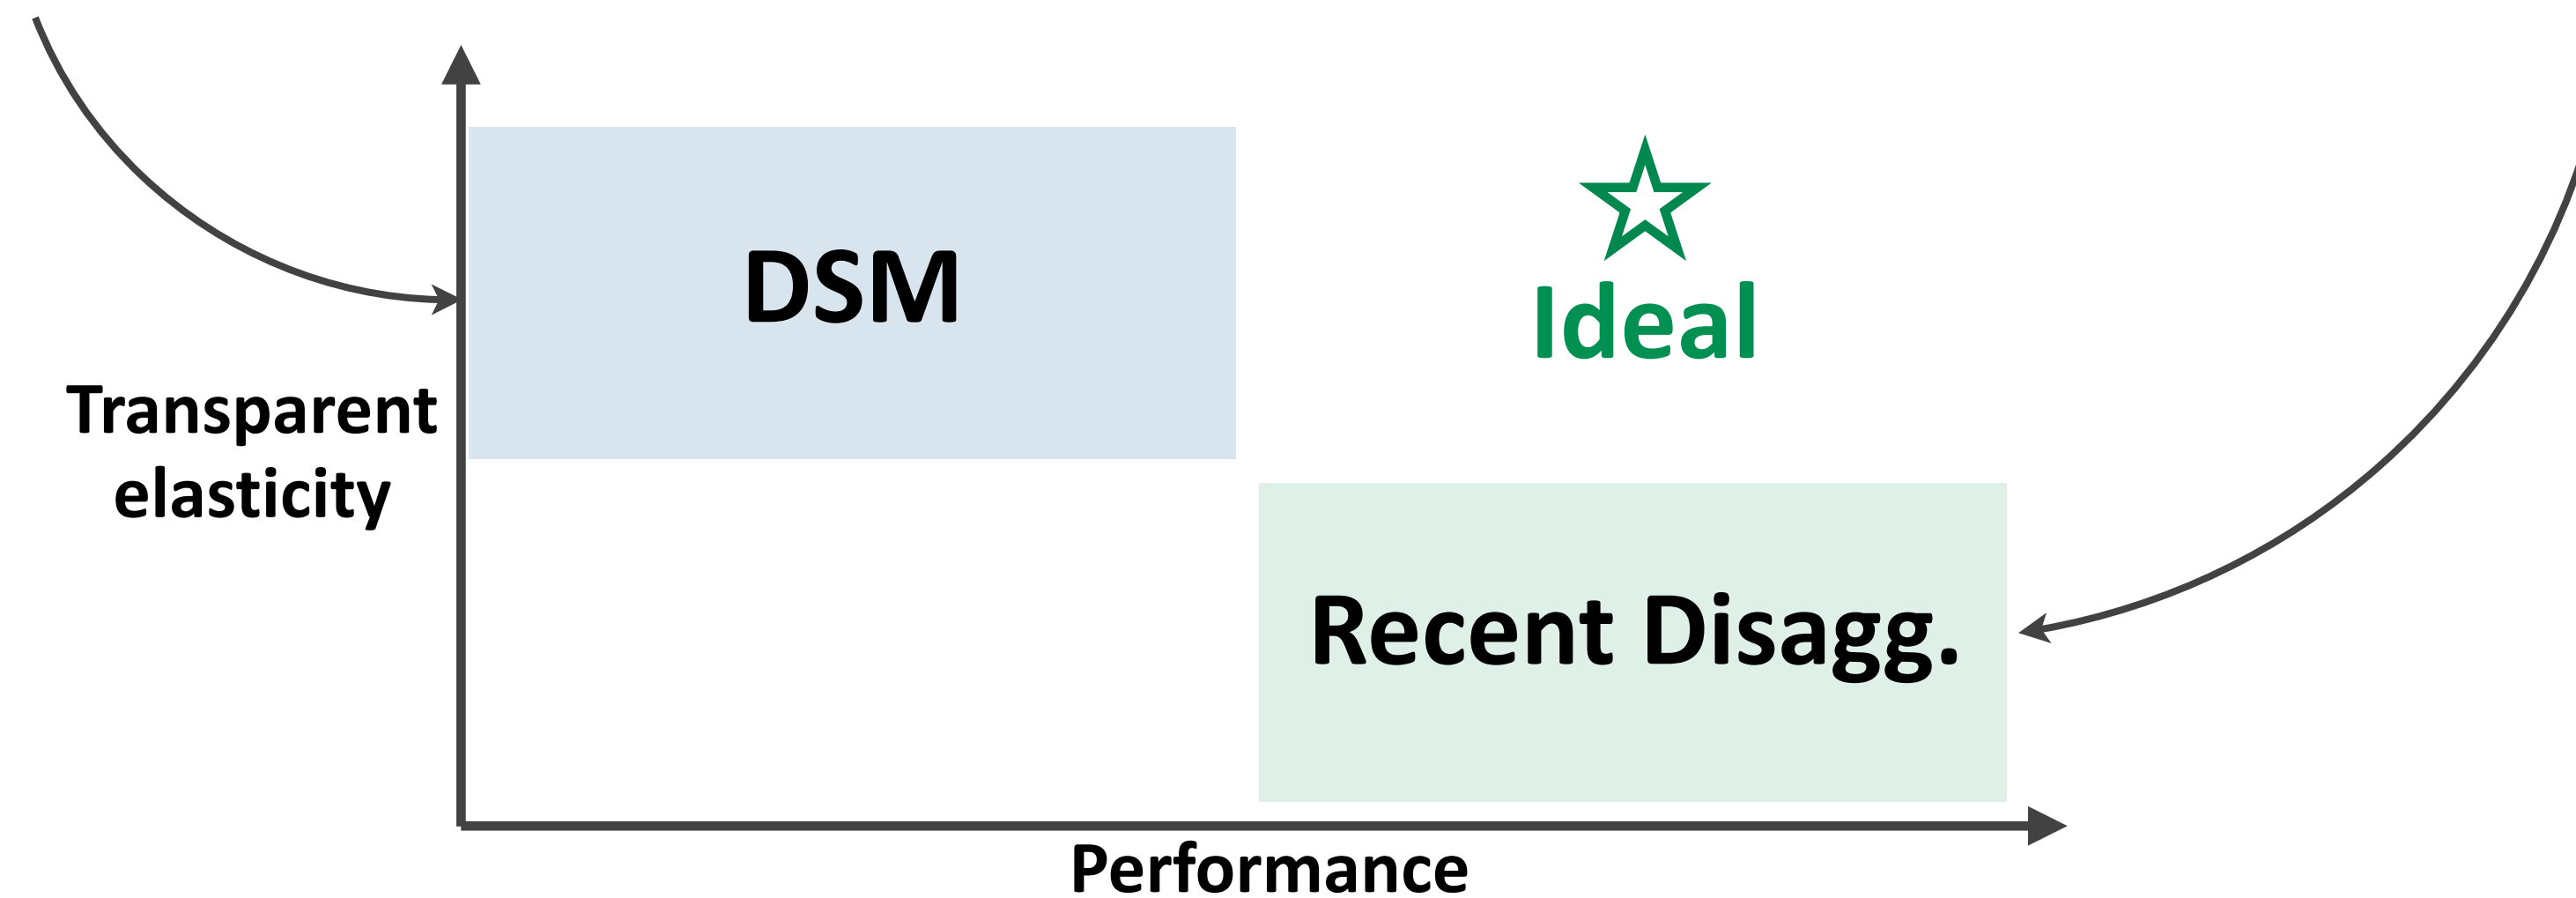 DSM
Ideal
Transparent
elasticity
Recent Disagg.
Performance